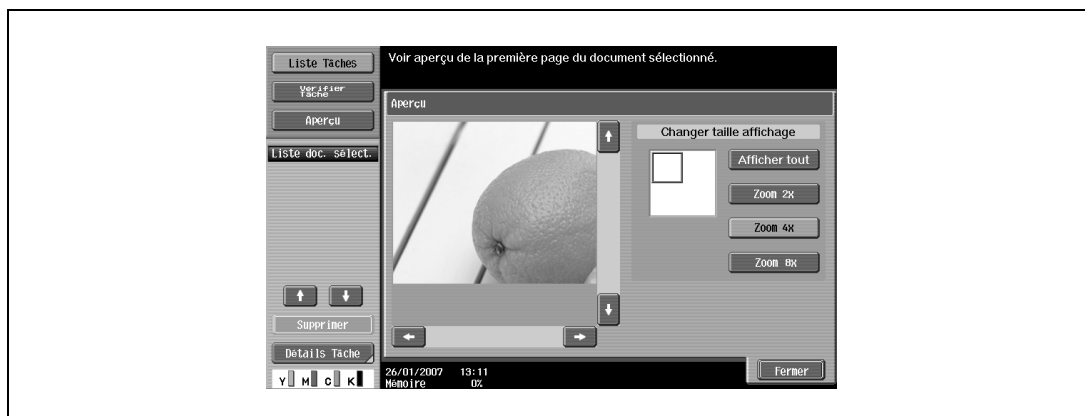 Liste Tâches
Vérifier
Tâche
Aperçu
Liste doc. sélect.
Supprimer
Détails Tâche
Y M C K
Voir aperçu de la première page du document sélectionné.
Aperçu
Changer taille affichage
Afficher tout
Zoom 2x
Zoom 4x
Zoom 8x
26/01/2007 13:11
Mémoire 0%
Fermer